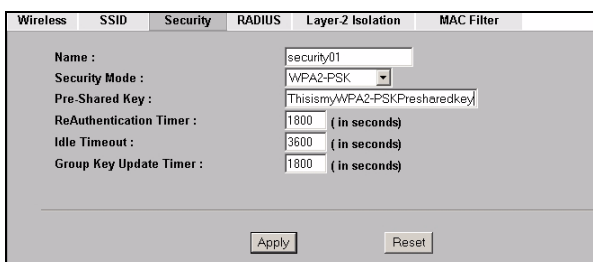 Wireless SSID Security RADIUS Layer-2 Isolation MAC Filter
Name : security01
Security Mode : WPA2-PSK
Pre-Shared Key : ThisismyWPA2-PSKPresharedkey
ReAuthentication Timer : 1800 ( in seconds)
Idle Timeout : 3600 ( in seconds)
Group Key Update Timer : 1800 ( in seconds)
Apply Reset